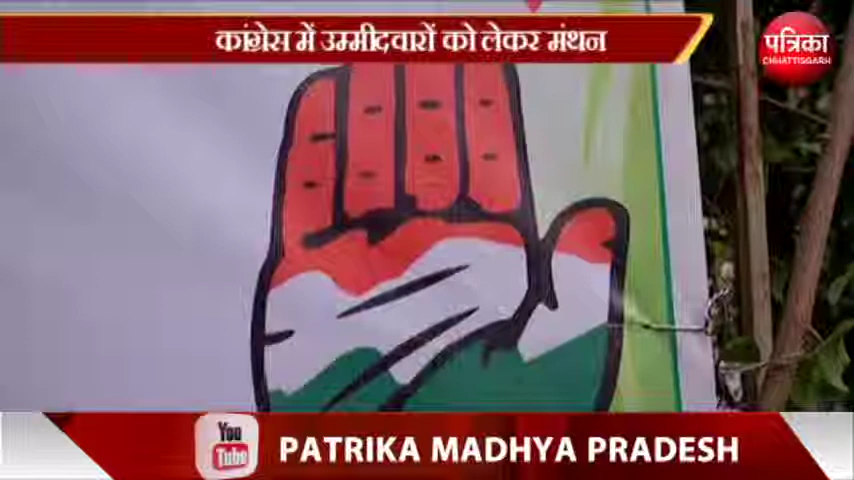 कांग्रेस में उम्मीदवारों को लेकर मंथन
पत्रिका
CHHATTISGARH
You
Tube
PATRIKA MADHYA PRADESH